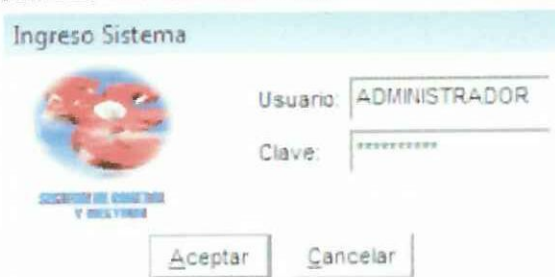 Ingreso Sistema
Usuario: ADMINISTRADOR
Clave: **********
Aceptar Cancelar